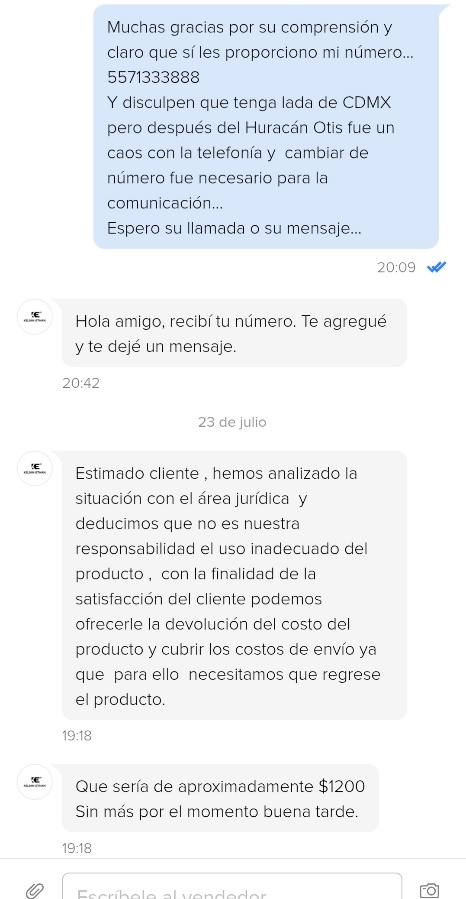 Muchas gracias por su comprensión y
claro que sí les proporciono mi número...
5571333888
Y disculpen que tenga lada de CDMX
pero después del Huracán Otis fue un
caos con la telefonía y  cambiar de
número fue necesario para la
comunicación...
Espero su llamada o su mensaje...
20:09
Hola amigo, recibí tu número. Te agregué
y te dejé un mensaje.
20:42
23 de julio
Estimado cliente , hemos analizado la
situación con el área jurídica  y
deducimos que no es nuestra
responsabilidad el uso inadecuado del
producto ,  con la finalidad de la
satisfacción del cliente podemos
ofrecerle la devolución del costo del
producto y cubrir los costos de envío ya
que  para ello  necesitamos que regrese
el producto.
19:18
Que sería de aproximadamente $1200
Sin más por el momento buena tarde.
19:18
Escríbele al vendedor